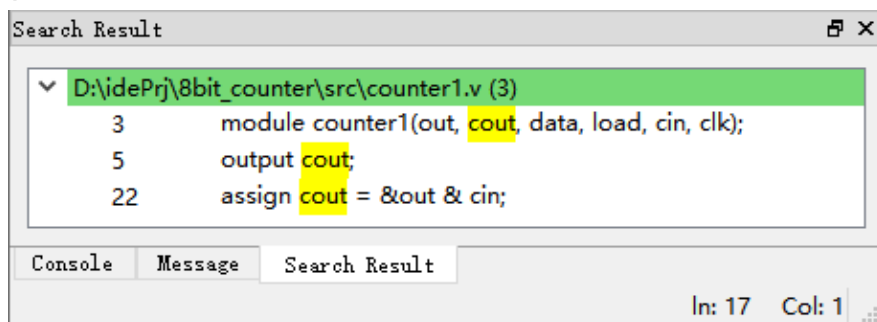 Search Result
D:\idePrj\8bit_counter\src\counter1.v (3)
3 module counter1(out, cout, data, load, cin, clk);
5 output cout;
22 assign cout = &out & cin;
Console Message Search Result
ln: 17 Col: 1